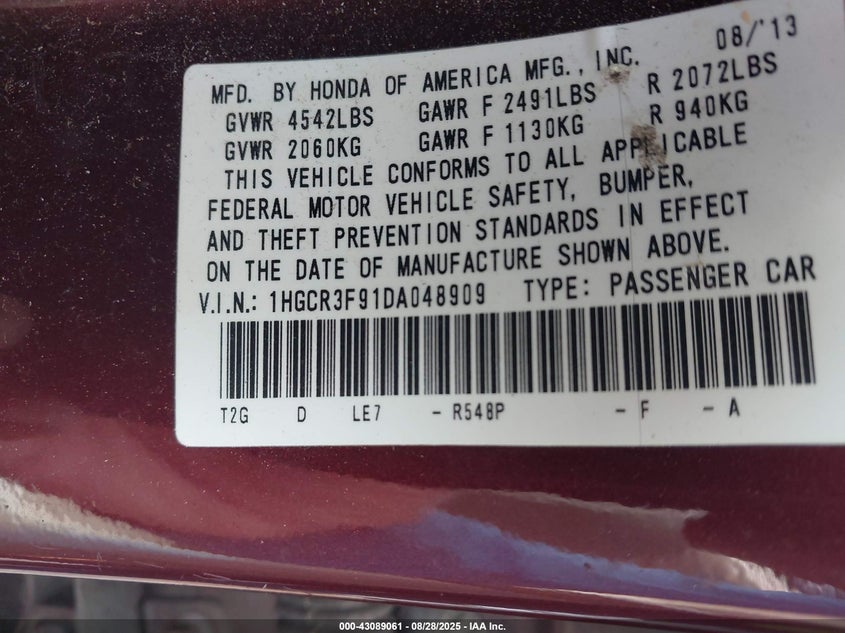 08/'13
MFD. BY HONDA OF AMERICA MFG., INC.
GVWR 4542LBS GAWR F 2491LBS R 2072LBS
GVWR 2060KG GAWR F 1130KG R 940KG
THIS VEHICLE CONFORMS TO ALL APPLICABLE
FEDERAL MOTOR VEHICLE SAFETY, BUMPER,
AND THEFT PREVENTION STANDARDS IN EFFECT
ON THE DATE OF MANUFACTURE SHOWN ABOVE.
V.I.N.: 1HGCR3F91DA048909 TYPE: PASSENGER CAR
T2G D LE7 - R548P - F - A
000-43089061 - 08/28/2025 - IAA Inc.